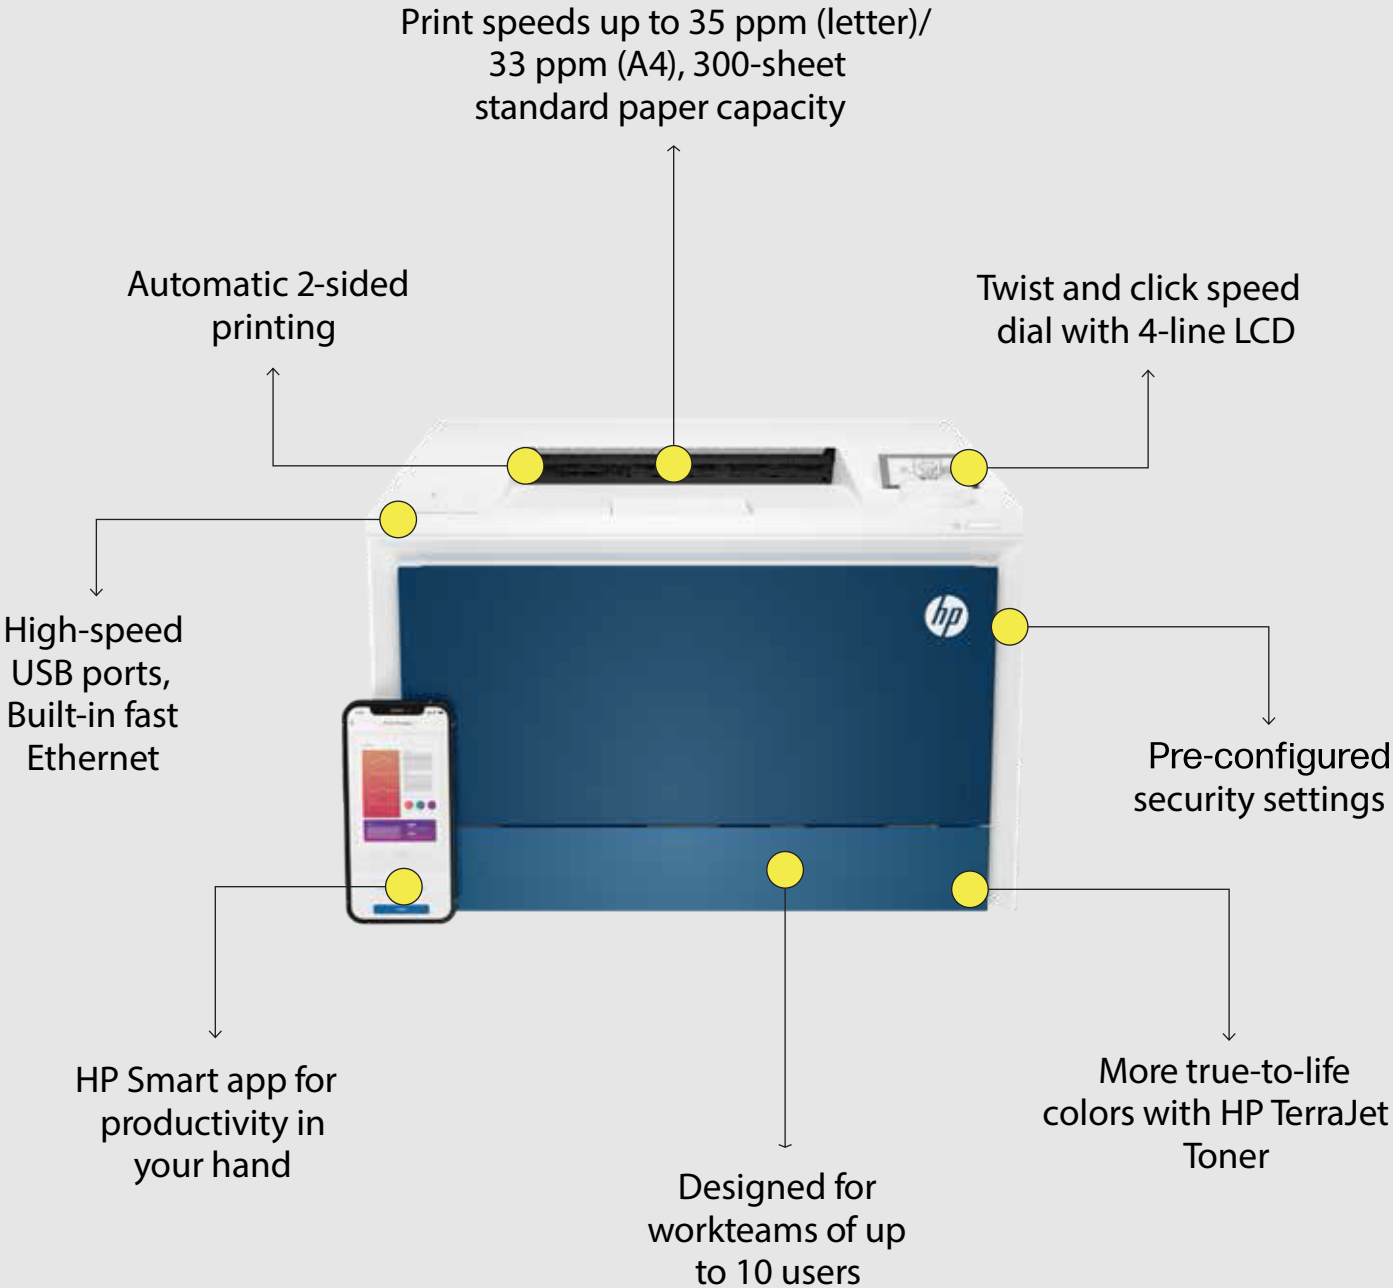 Print speeds up to 35 ppm (letter)/
33 ppm (A4), 300-sheet
standard paper capacity
Automatic 2-sided
printing
Twist and click speed
dial with 4-line LCD
hp
High-speed
USB ports,
Built-in fast
Ethernet
Pre-configured
security settings
HP Smart app for
productivity in
your hand
More true-to-life
colors with HP TerraJet
Toner
Designed for
workteams of up
to 10 users